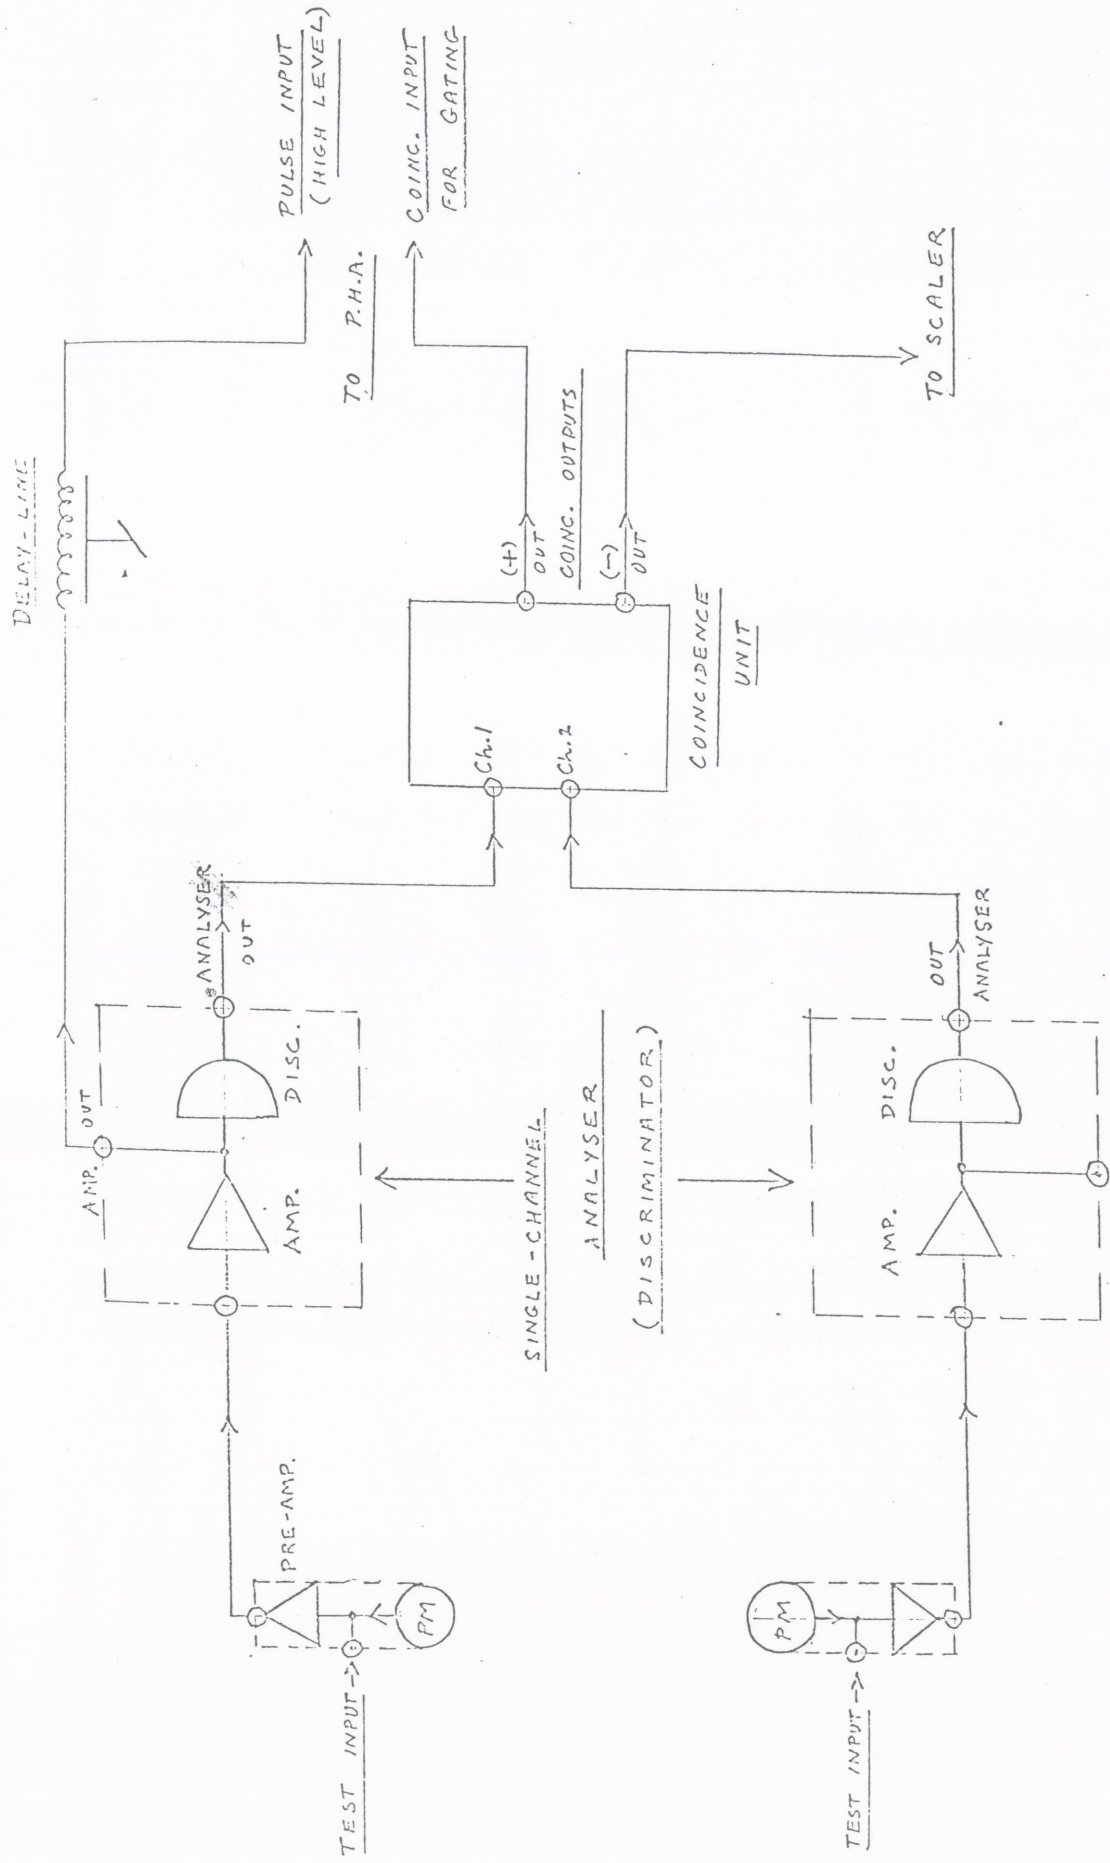 DELAY-LINE
PULSE INPUT
(HIGH LEVEL)
TO P.H.A.
COINC. INPUT
FOR GATING
AMP. OUT
ANALYSER
OUT
AMP.
DISC.
PRE-AMP.
PM
TEST INPUT
Ch.1
Ch.2
(+)
OUT
COINC. OUTPUTS
(-)
OUT
COINCIDENCE
UNIT
TO SCALER
SINGLE-CHANNEL
ANALYSER
(DISCRIMINATOR)
PM
TEST INPUT
AMP.
DISC.
OUT
ANALYSER